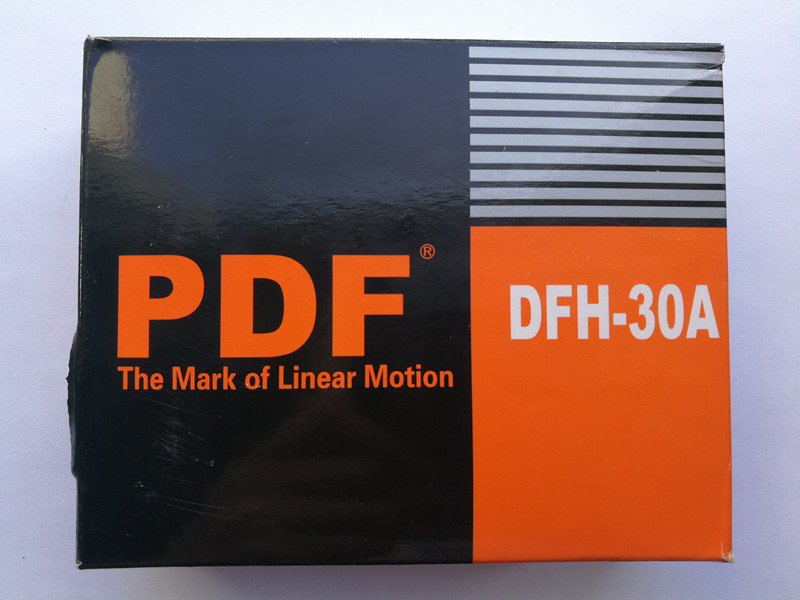 PDF®
The Mark of Linear Motion
DFH-30A